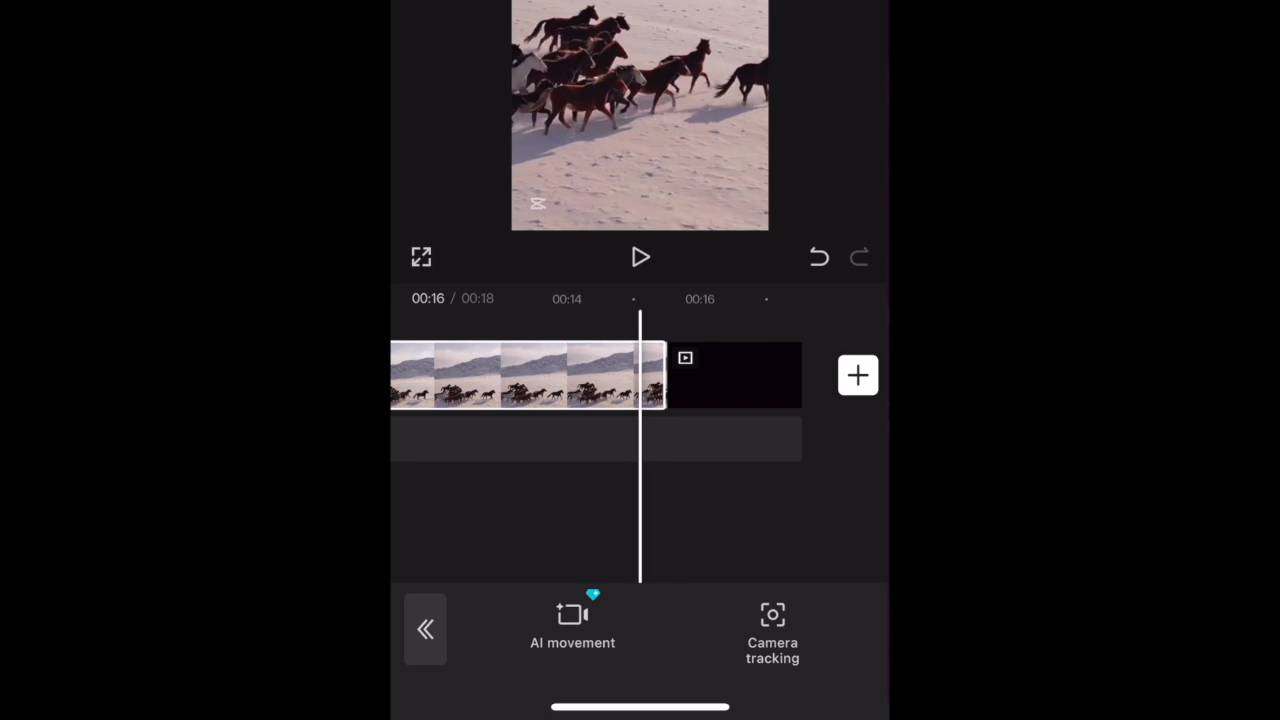 00:16 / 00:18
00:14
00:16
AI movement
Camera
tracking